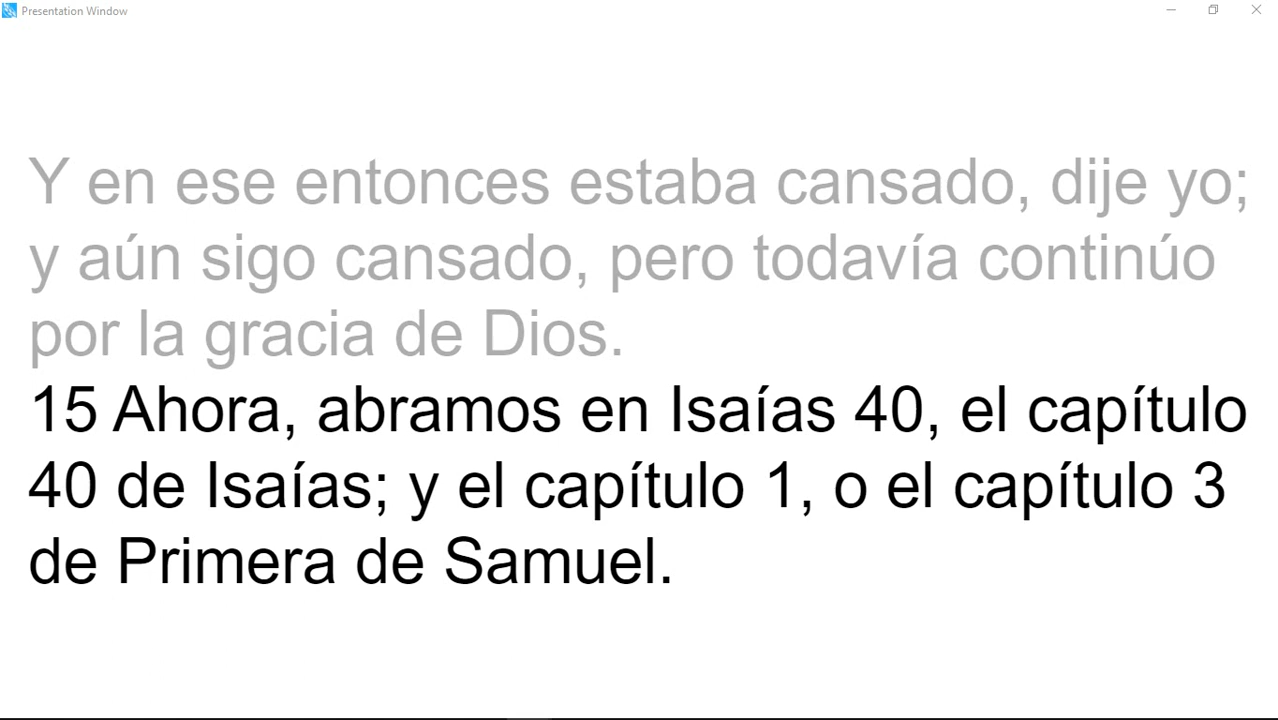 Presentation Window
Y en ese entonces estaba cansado, dije yo;
y aún sigo cansado, pero todavía continúo
por la gracia de Dios.
15 Ahora, abramos en Isaías 40, el capítulo
40 de Isaías; y el capítulo 1, o el capítulo 3
de Primera de Samuel.